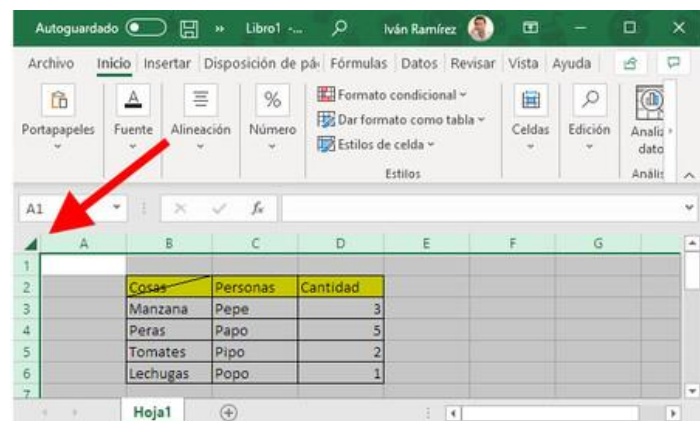 Autoguardado » Libro1 -... Iván Ramírez
Archivo Inicio Insertar Disposición de pá Fórmulas Datos Revisar Vista Ayuda
Portapapeles Fuente Alineación % Número Formato condicional Dar formato como tabla Estilos de celda Estilos Celdas Edición
dato
A1 fx
A B C D E F G
1
2 Cosas Personas Cantidad
3 Manzana Pepe 3
4 Peras Papo 5
5 Tomates Pipo 2
6 Lechugas Popo 1
7
Hoja1